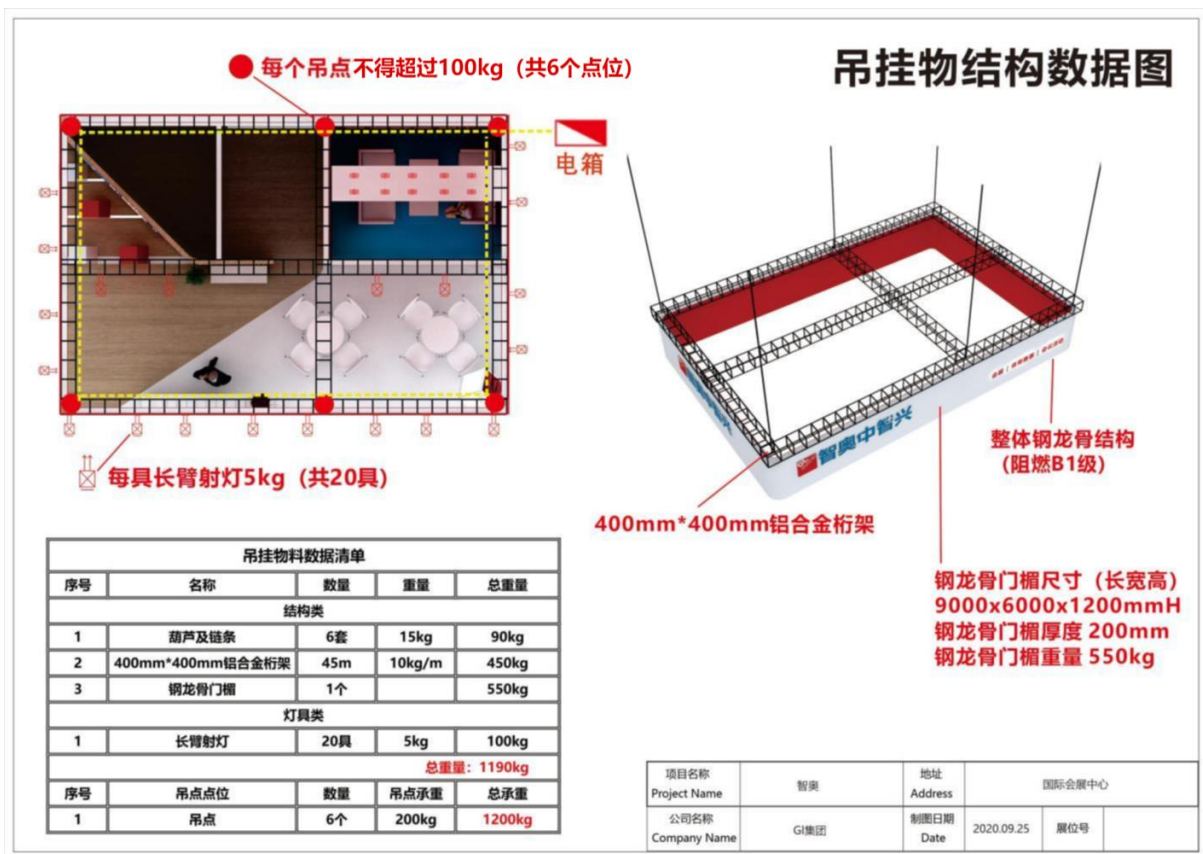 吊挂物结构数据图
每个吊点不得超过100kg（共6个点位）
电箱
每具长臂射灯5kg（共20具）
智奥中智兴
整体钢龙骨结构
(阻燃B1级)
400mm*400mm铝合金桁架
钢龙骨门楣尺寸（长宽高）
9000x6000x1200mmH
钢龙骨门楣厚度 200mm
钢龙骨门楣重量 550kg
吊挂物料数据清单
序号 名称 数量 重量 总重量
结构类
1 葫芦及链条 6套 15kg 90kg
2 400mm*400mm铝合金桁架 45m 10kg/m 450kg
3 钢龙骨门楣 1个 550kg
灯具类
1 长臂射灯 20具 5kg 100kg
总重量：1190kg
序号 吊点点位 数量 吊点承重 总承重
1 吊点 6个 200kg 1200kg
项目名称 智奥 地址 国际会展中心
Project Name Address
公司名称 GI集团 制图日期 2020.09.25 展位号
Company Name Date